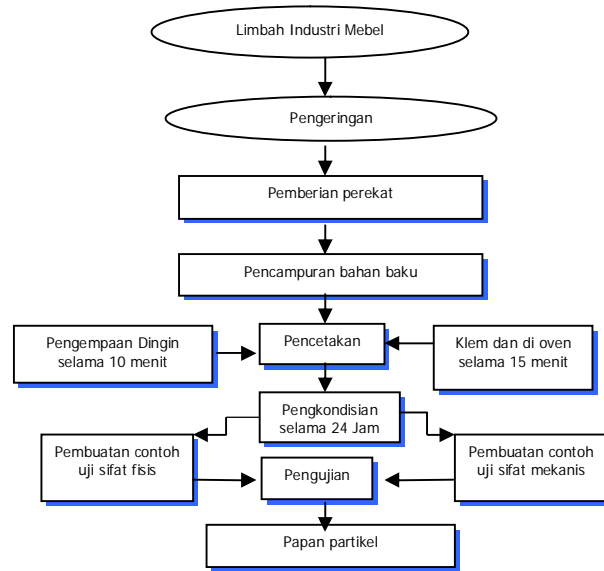 Limbah Industri Mebel
Pengeringan
Pemberian perekat
Pencampuran bahan baku
Pengempaan Dingin
selama 10 menit
Pencetakan
Klem dan di oven
selama 15 menit
Pengkondisian
selama 24 Jam
Pembuatan contoh
uji sifat fisis
Pengujian
Pembuatan contoh
uji sifat mekanis
Papan partikel